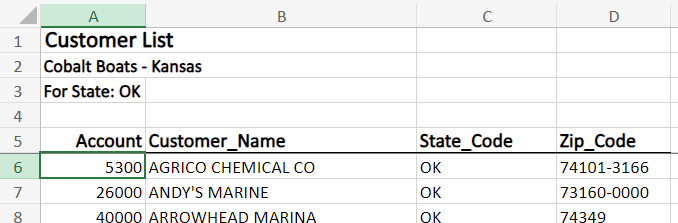 A B C D
1 Customer List
2 Cobalt Boats - Kansas
3 For State: OK
4
5 Account Customer_Name State_Code Zip_Code
6 5300 AGRICO CHEMICAL CO OK 74101-3166
7 26000 ANDY'S MARINE OK 73160-0000
8 40000 ARROWHEAD MARINA OK 74349